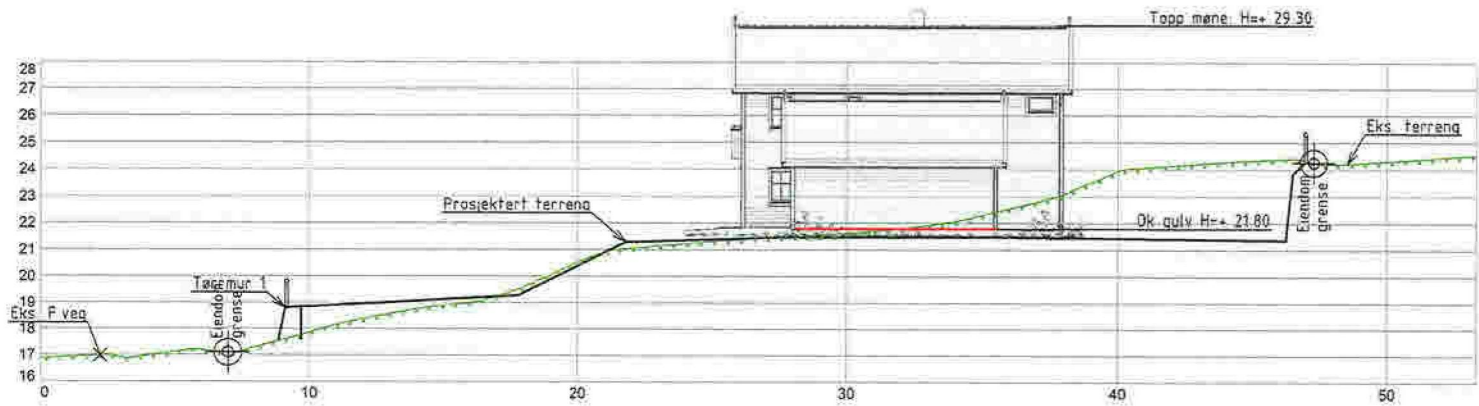 Topp møne: H=+ 29.30
28
27
26
25
24
23
22
21
20
19
18
17
16
Eks. terreng
Eiendom
grense
Prosjektert terreng
Ok gulv H=+ 21.80
Tørremur 1
Eiendom
grense
Eks. P veg
0
10
20
30
40
50